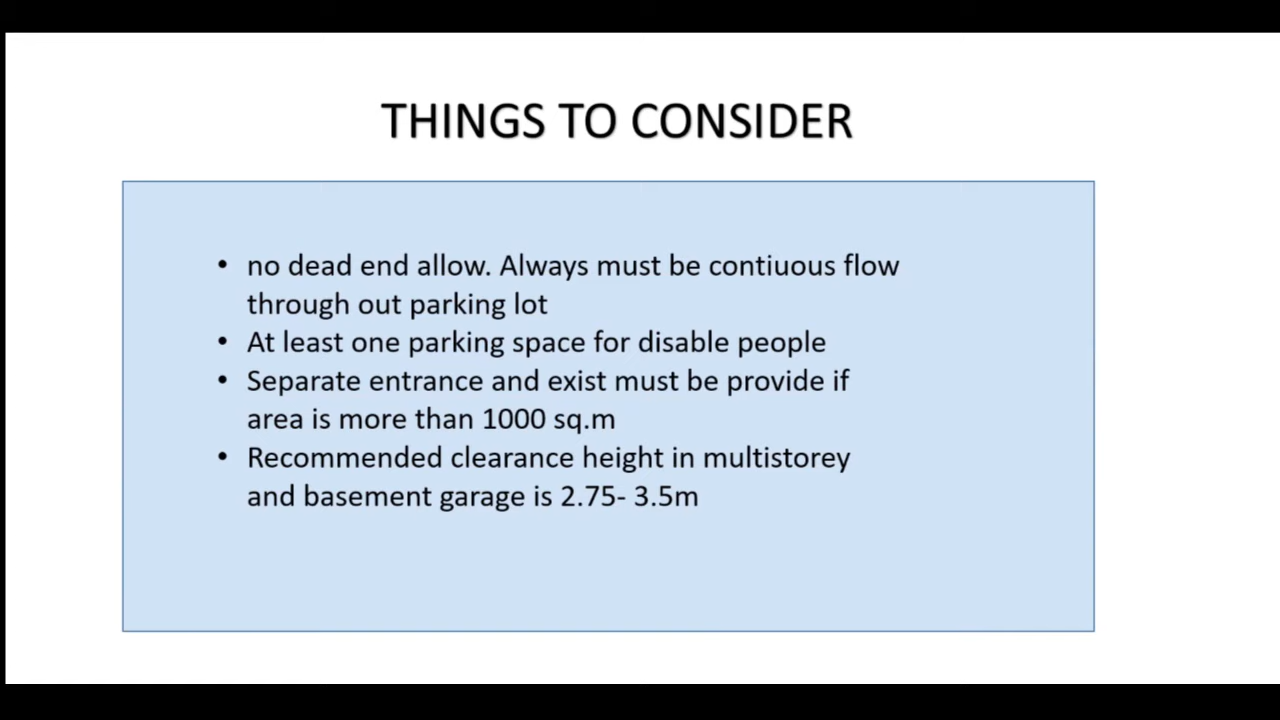 THINGS TO CONSIDER
• no dead end allow. Always must be contiuous flow
through out parking lot
• At least one parking space for disable people
• Separate entrance and exist must be provide if
area is more than 1000 sq.m
• Recommended clearance height in multistorey
and basement garage is 2.75- 3.5m